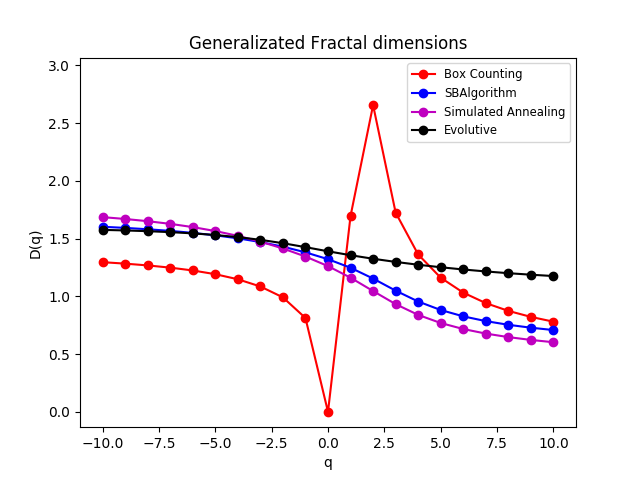 Generalizated Fractal dimensions
Box Counting
SBAlgorithm
Simulated Annealing
Evolutive
D(q)
3.0
2.5
2.0
1.5
1.0
0.5
0.0
−10.0 −7.5 −5.0 −2.5 0.0 2.5 5.0 7.5 10.0
q